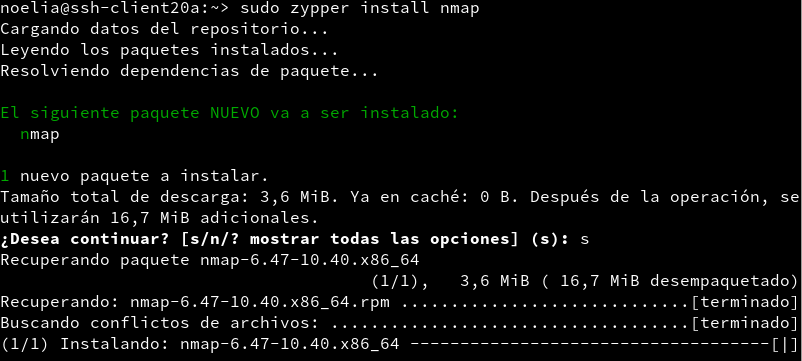 noelia@ssh-client20a:~> sudo zypper install nmap
Cargando datos del repositorio...
Leyendo los paquetes instalados...
Resolviendo dependencias de paquete...
El siguiente paquete NUEVO va a ser instalado:
  nmap
1 nuevo paquete a instalar.
Tamaño total de descarga: 3,6 MiB. Ya en caché: 0 B. Después de la operación, se
utilizarán 16,7 MiB adicionales.
¿Desea continuar? [s/n/? mostrar todas las opciones] (s): s
Recuperando paquete nmap-6.47-10.40.x86_64
                                     (1/1),   3,6 MiB ( 16,7 MiB desempaquetado)
Recuperando: nmap-6.47-10.40.x86_64.rpm .............................[terminado]
Buscando conflictos de archivos: ....................................[terminado]
(1/1) Instalando: nmap-6.47-10.40.x86_64 ------------------------------------[|]